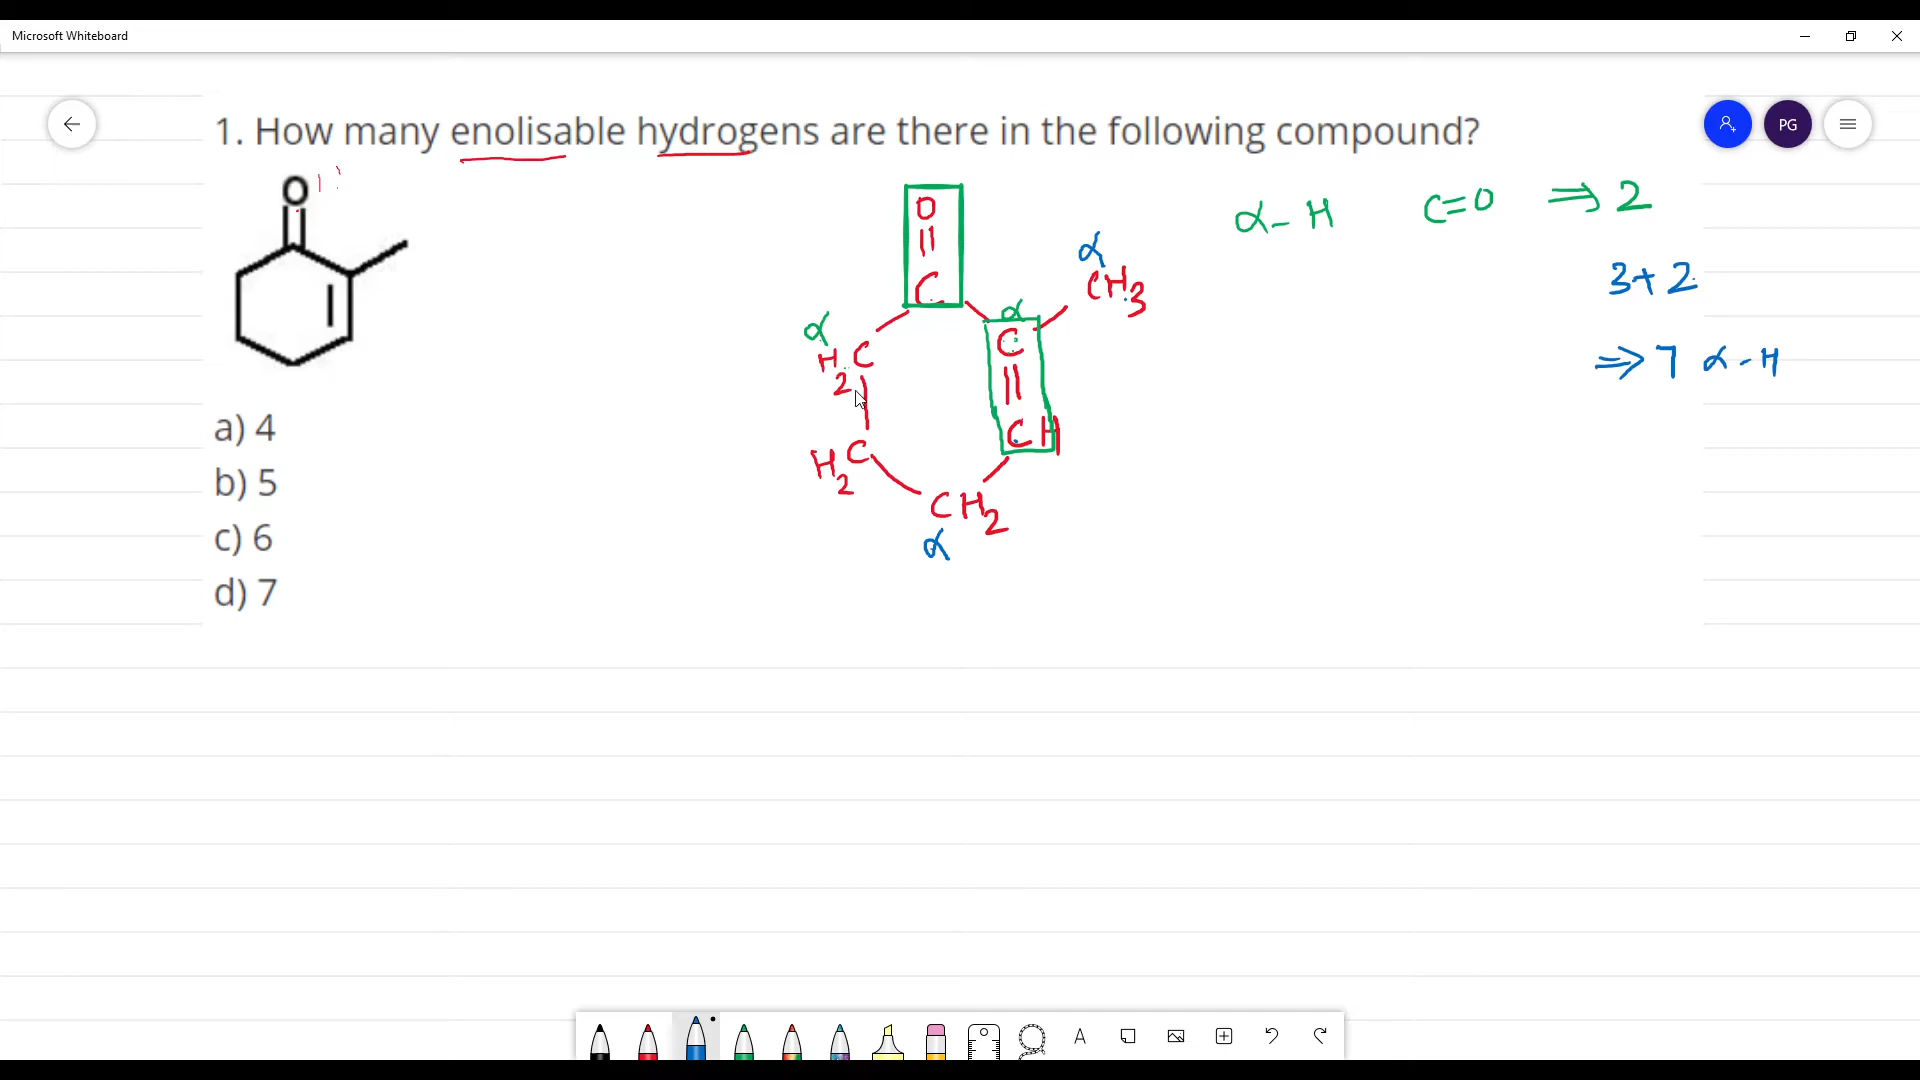 Microsoft Whiteboard
1. How many enolisable hydrogens are there in the following compound?
PG
O
a) 4
b) 5
c) 6
d) 7
O
C
α
CH3
α
C
α
H2C
CH
H2C
CH2
α
α-H C=O ⇒ 2
3+2
⇒ 7 α-H
A